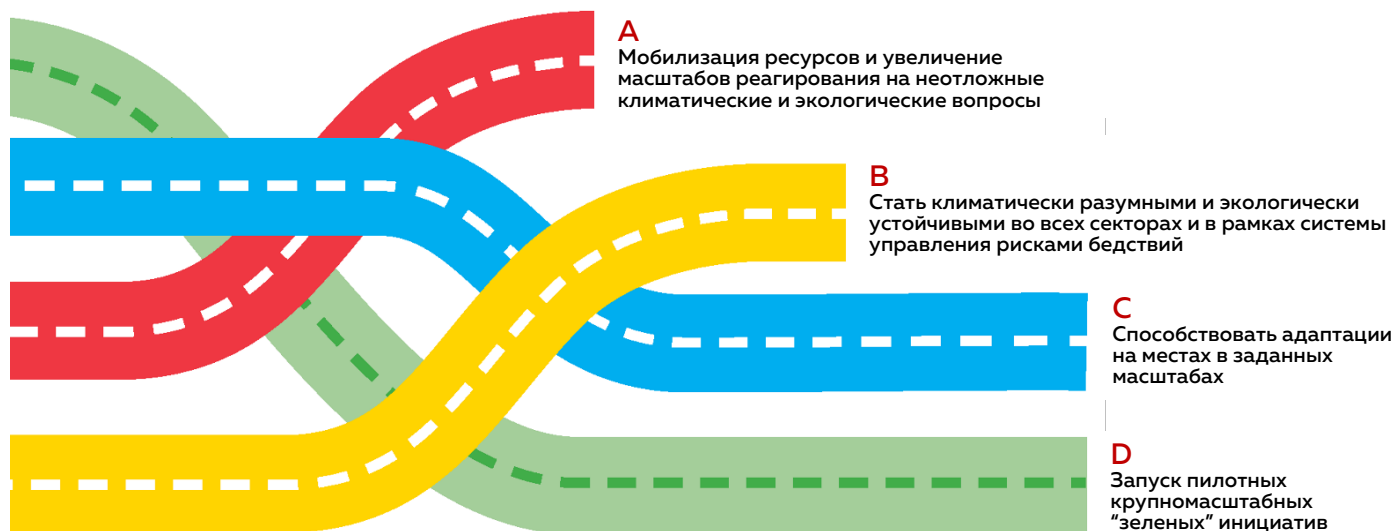 A
Мобилизация ресурсов и увеличение
масштабов реагирования на неотложные
климатические и экологические вопросы
B
Стать климатически разумными и экологически
устойчивыми во всех секторах и в рамках системы
управления рисками бедствий
C
Способствовать адаптации
на местах в заданных
масштабах
D
Запуск пилотных
крупномасштабных
“зеленых” инициатив